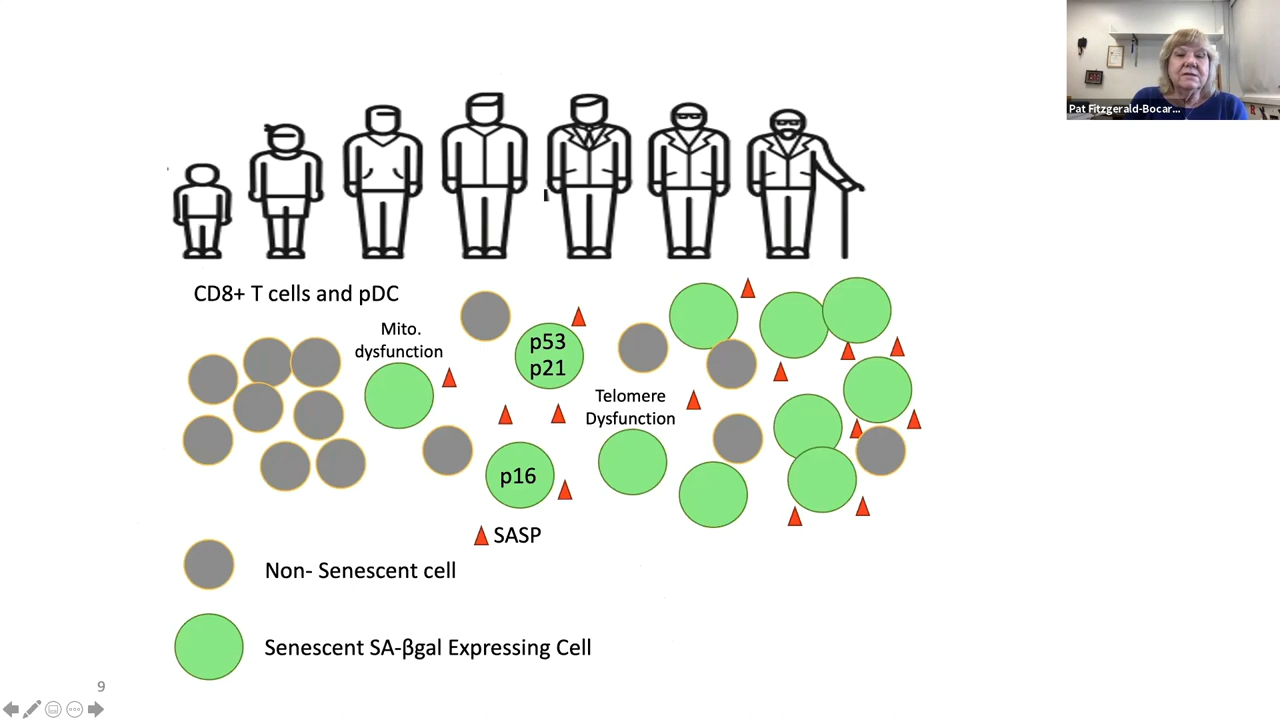 Pat Fitzgerald-Bocar...
CD8+ T cells and pDC
Mito.
dysfunction
p53
p21
Telomere
Dysfunction
p16
SASP
Non- Senescent cell
Senescent SA-βgal Expressing Cell
9